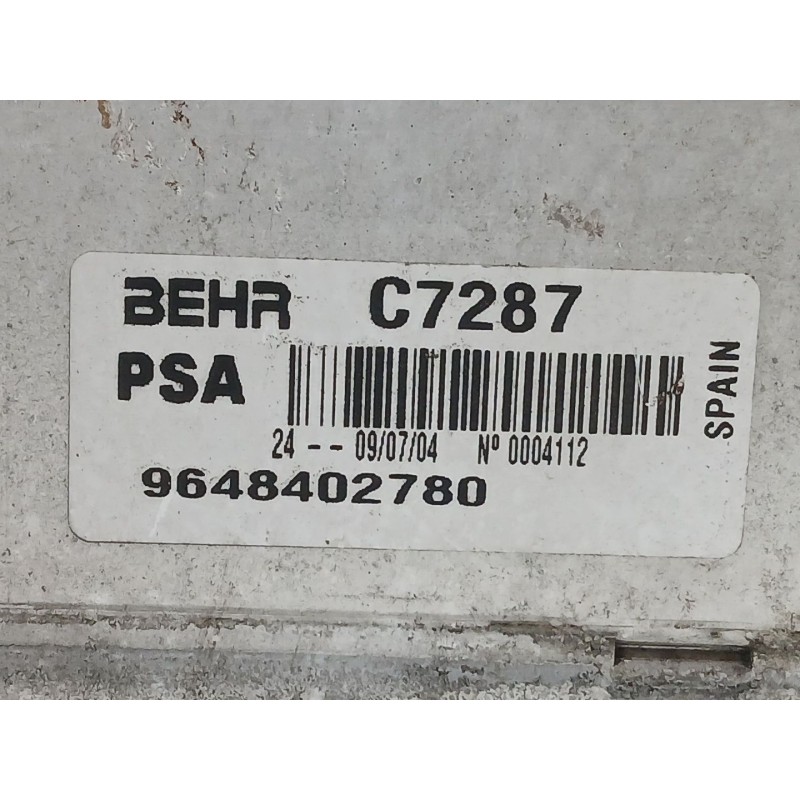 BEHR C7287
PSA
24 -- 09/07/04 Nº 0004112
9648402780
SPAIN